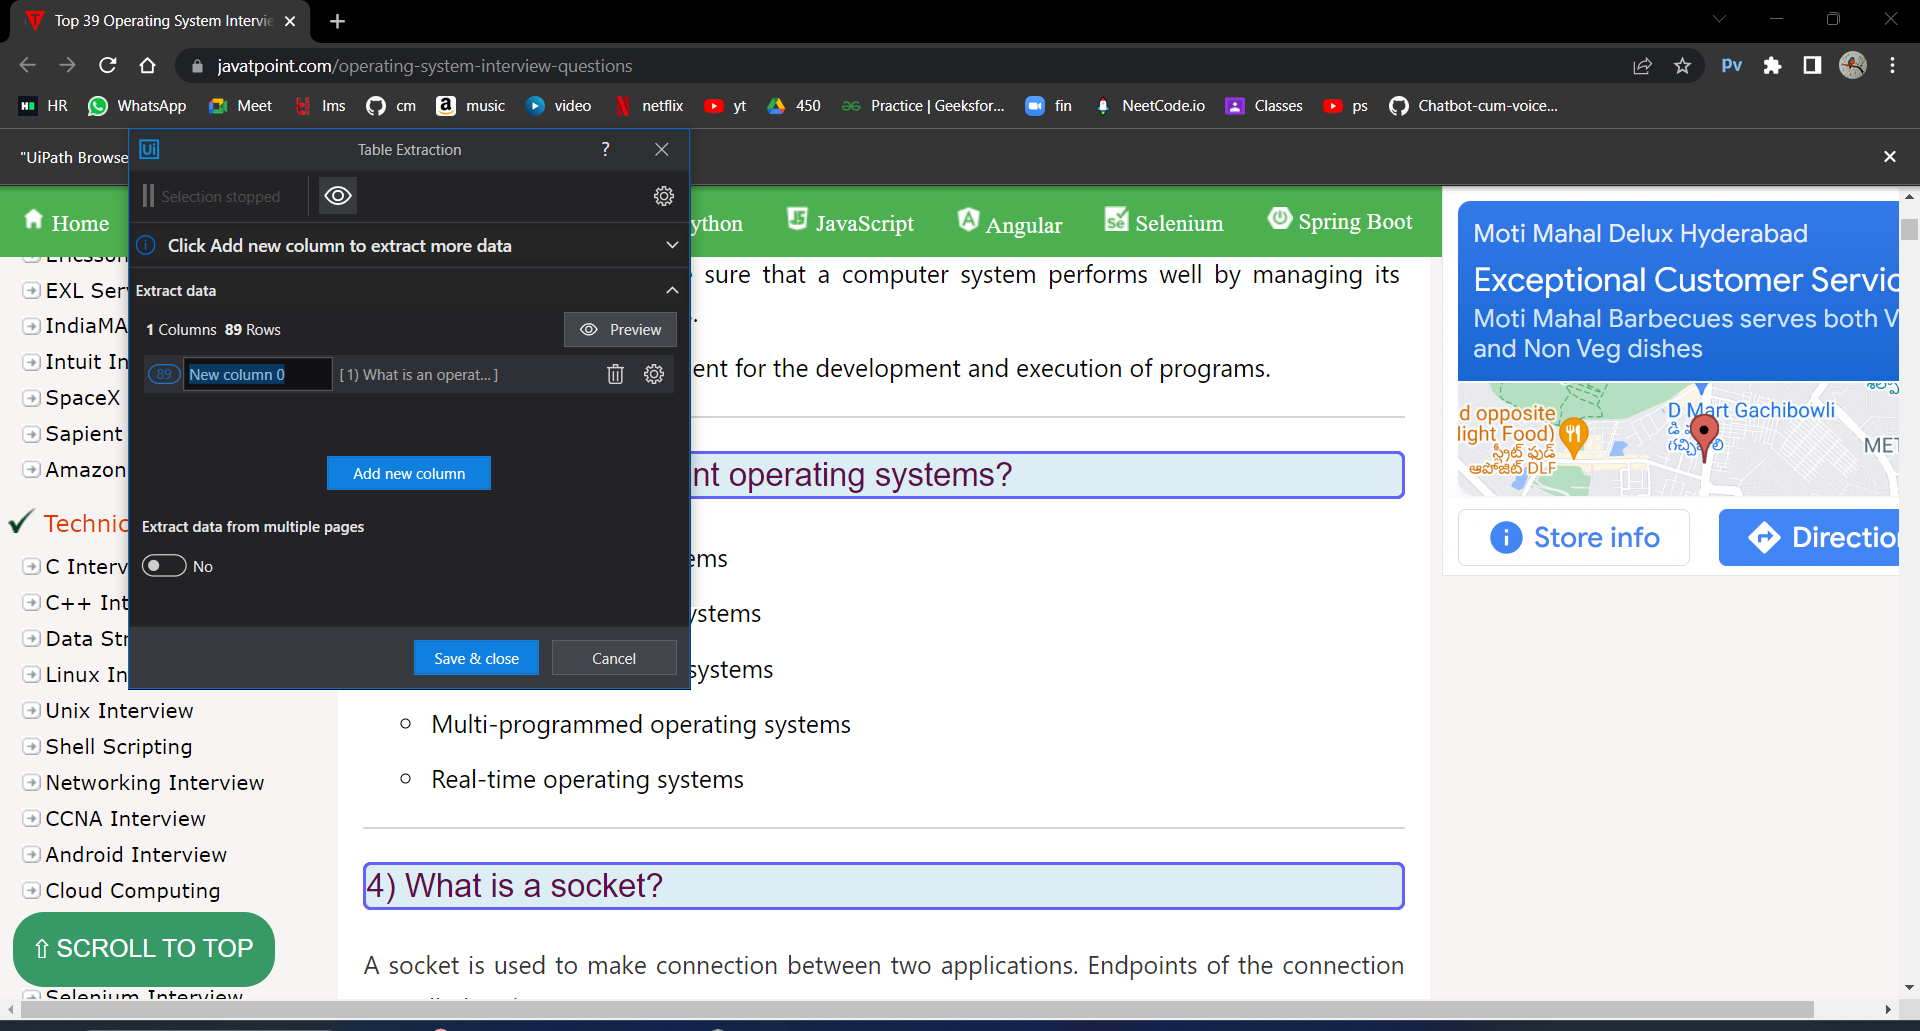 Top 39 Operating System Intervie
javatpoint.com/operating-system-interview-questions
pv
HR
WhatsApp
Meet
lms
cm
music
video
netflix
yt
450
Practice | Geeksfor...
fin
NeetCode.io
Classes
ps
Chatbot-cum-voice...
"UiPath Browse
Ui
Table Extraction
?
Selection stopped
Click Add new column to extract more data
Extract data
1 Columns 89 Rows
Preview
89
New column 0
[ 1) What is an operat... ]
Add new column
Extract data from multiple pages
No
Save & close
Cancel
Home
ython
JavaScript
Angular
Selenium
Spring Boot
Ericsson
EXL Ser
IndiaMA
Intuit In
SpaceX
Sapient
Amazon
Technic
C Interv
C++ Int
Data Str
Linux In
Unix Interview
Shell Scripting
Networking Interview
CCNA Interview
Android Interview
Cloud Computing
⇧ SCROLL TO TOP
Selenium Interview
sure that a computer system performs well by managing its
.
ent for the development and execution of programs.
nt operating systems?
ems
ystems
systems
Multi-programmed operating systems
Real-time operating systems
4) What is a socket?
A socket is used to make connection between two applications. Endpoints of the connection
Moti Mahal Delux Hyderabad
Exceptional Customer Servic
Moti Mahal Barbecues serves both V
and Non Veg dishes
d opposite
light Food)
స్ట్రీట్ ఫుడ్
ఆపోజిట్ DLF
D Mart Gachibowli
డి
గచ్చిబౌలి
MET
Store info
Direction